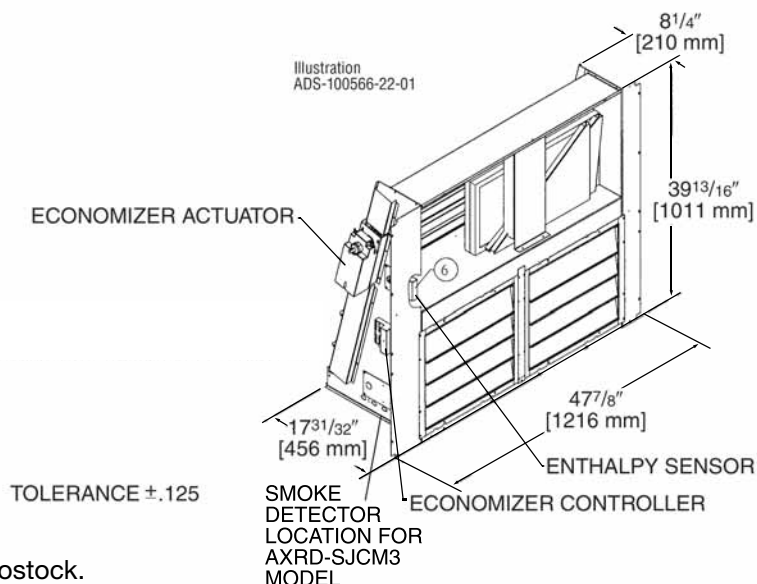 8 1/4"
[210 mm]
Illustration
ADS-100566-22-01
39 13/16"
[1011 mm]
ECONOMIZER ACTUATOR
6
47 7/8"
[1216 mm]
17 31/32"
[456 mm]
ENTHALPY SENSOR
TOLERANCE ±.125
ECONOMIZER CONTROLLER
SMOKE
DETECTOR
LOCATION FOR
AXRD-SJCM3
MODEL
ostock.